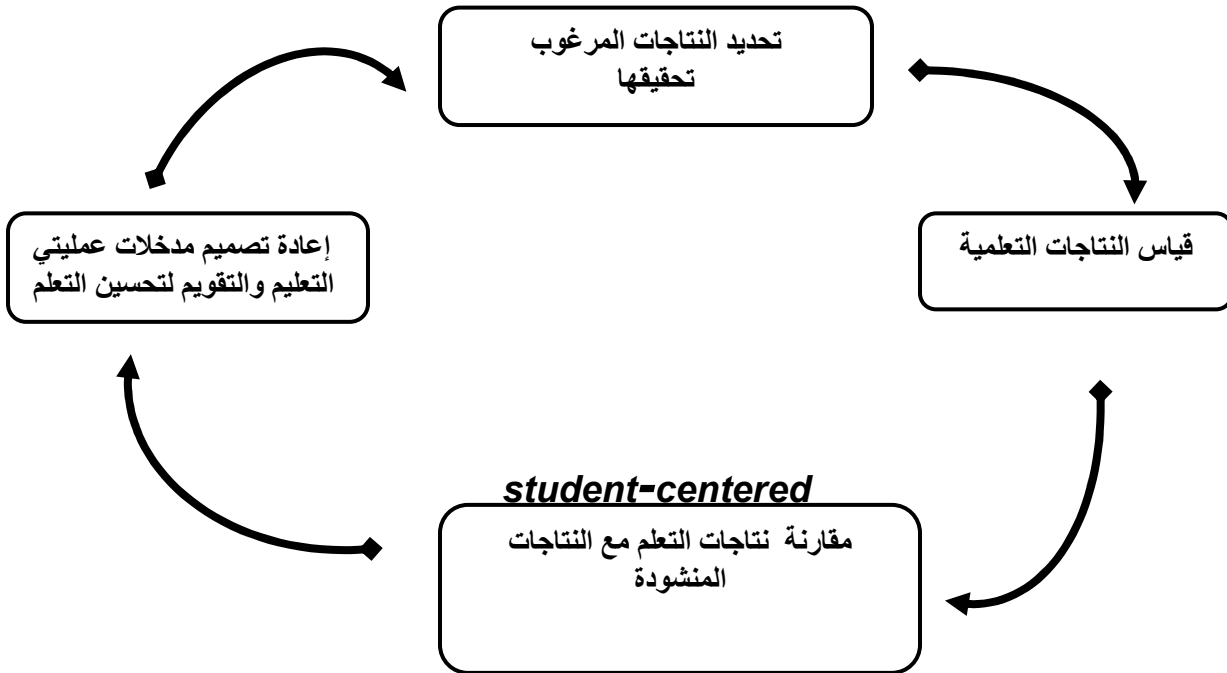 تحديد النتاجات المرغوب
تحقيقها
قياس النتاجات التعلمية
إعادة تصميم مدخلات عمليتي
التعليم والتقويم لتحسين التعلم
student-centered
مقارنة نتاجات التعلم مع النتاجات
المنشودة